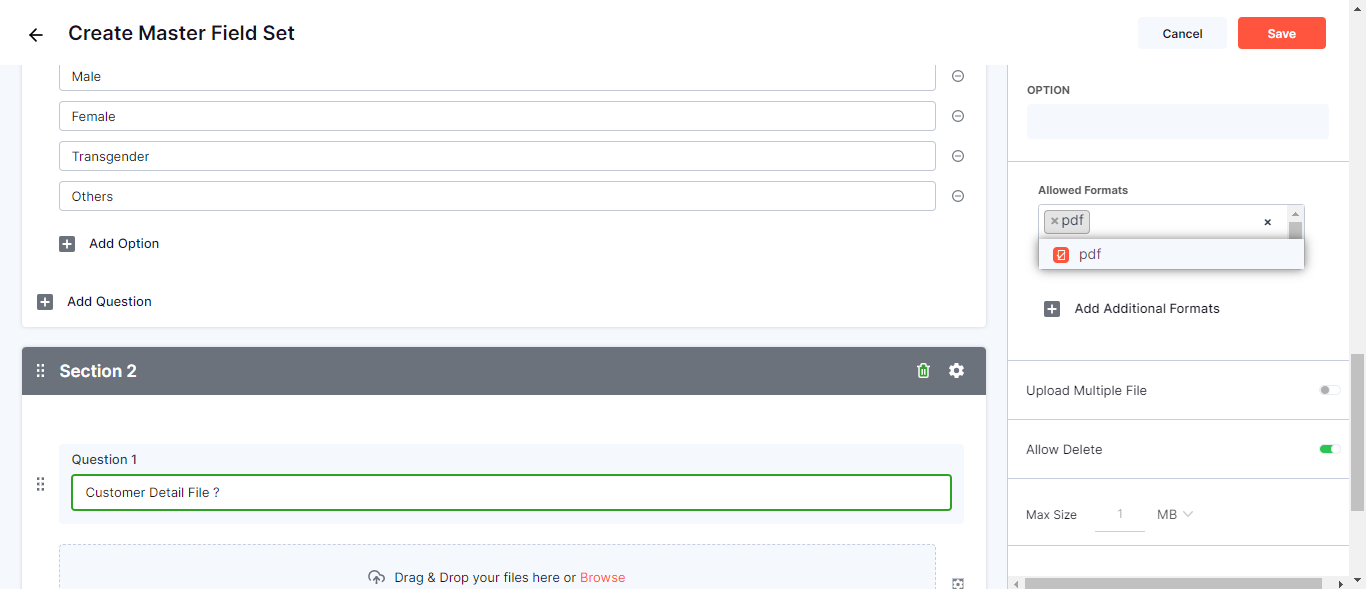 Create Master Field Set
Cancel
Save
Male
Female
Transgender
Others
Add Option
Add Question
Section 2
Question 1
Customer Detail File ?
Drag & Drop your files here or Browse
OPTION
Allowed Formats
pdf
pdf
Add Additional Formats
Upload Multiple File
Allow Delete
Max Size 1 MB